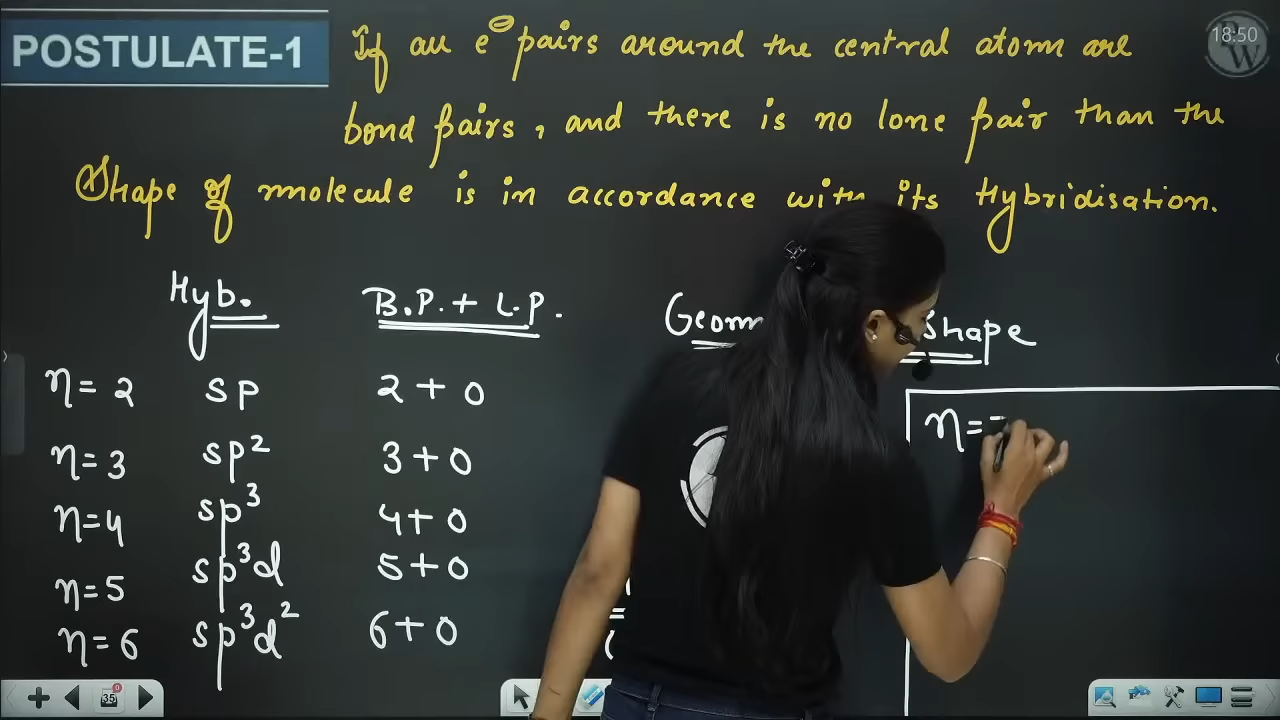 POSTULATE-1
If all e⊖ pairs around the central atom are
bond pairs, and there is no lone pair than the
Shape of molecule is in accordance with its Hybridisation.
18:50
Hyb. B.P. + L.P. Geom Shape
η = 2 sp 2 + 0
η = 3 sp² 3 + 0
η = 4 sp³ 4 + 0
η = 5 sp³d 5 + 0
η = 6 sp³d² 6 + 0
η =
35